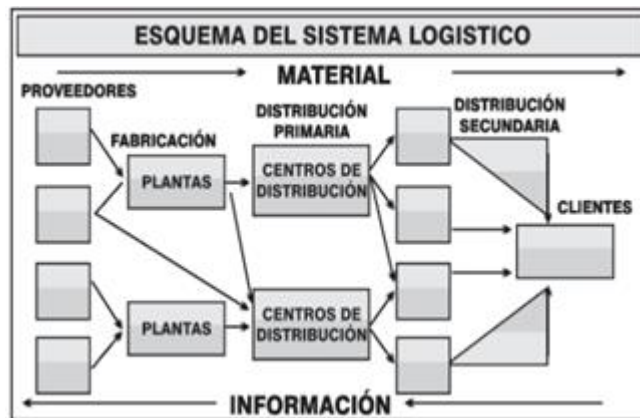 ESQUEMA DEL SISTEMA LOGISTICO
MATERIAL
PROVEEDORES
FABRICACIÓN
DISTRIBUCIÓN
PRIMARIA
DISTRIBUCIÓN
SECUNDARIA
PLANTAS
CENTROS DE
DISTRIBUCIÓN
CLIENTES
PLANTAS
CENTROS DE
DISTRIBUCIÓN
INFORMACIÓN